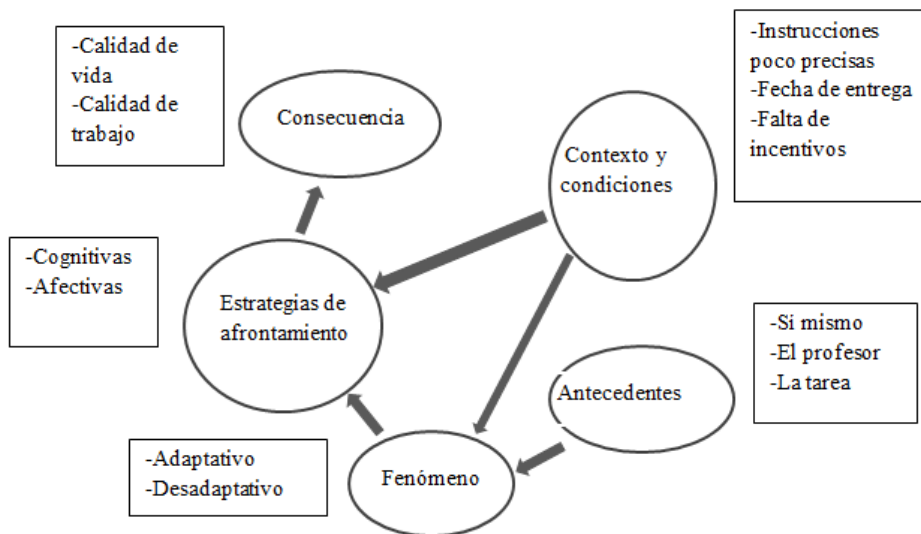 -Calidad de
vida
-Calidad de
trabajo
Consecuencia
-Instrucciones
poco precisas
-Fecha de entrega
-Falta de
incentivos
Contexto y
condiciones
-Cognitivas
-Afectivas
Estrategias de
afrontamiento
-Si mismo
-El profesor
-La tarea
Antecedentes
-Adaptativo
-Desadaptativo
Fenómeno